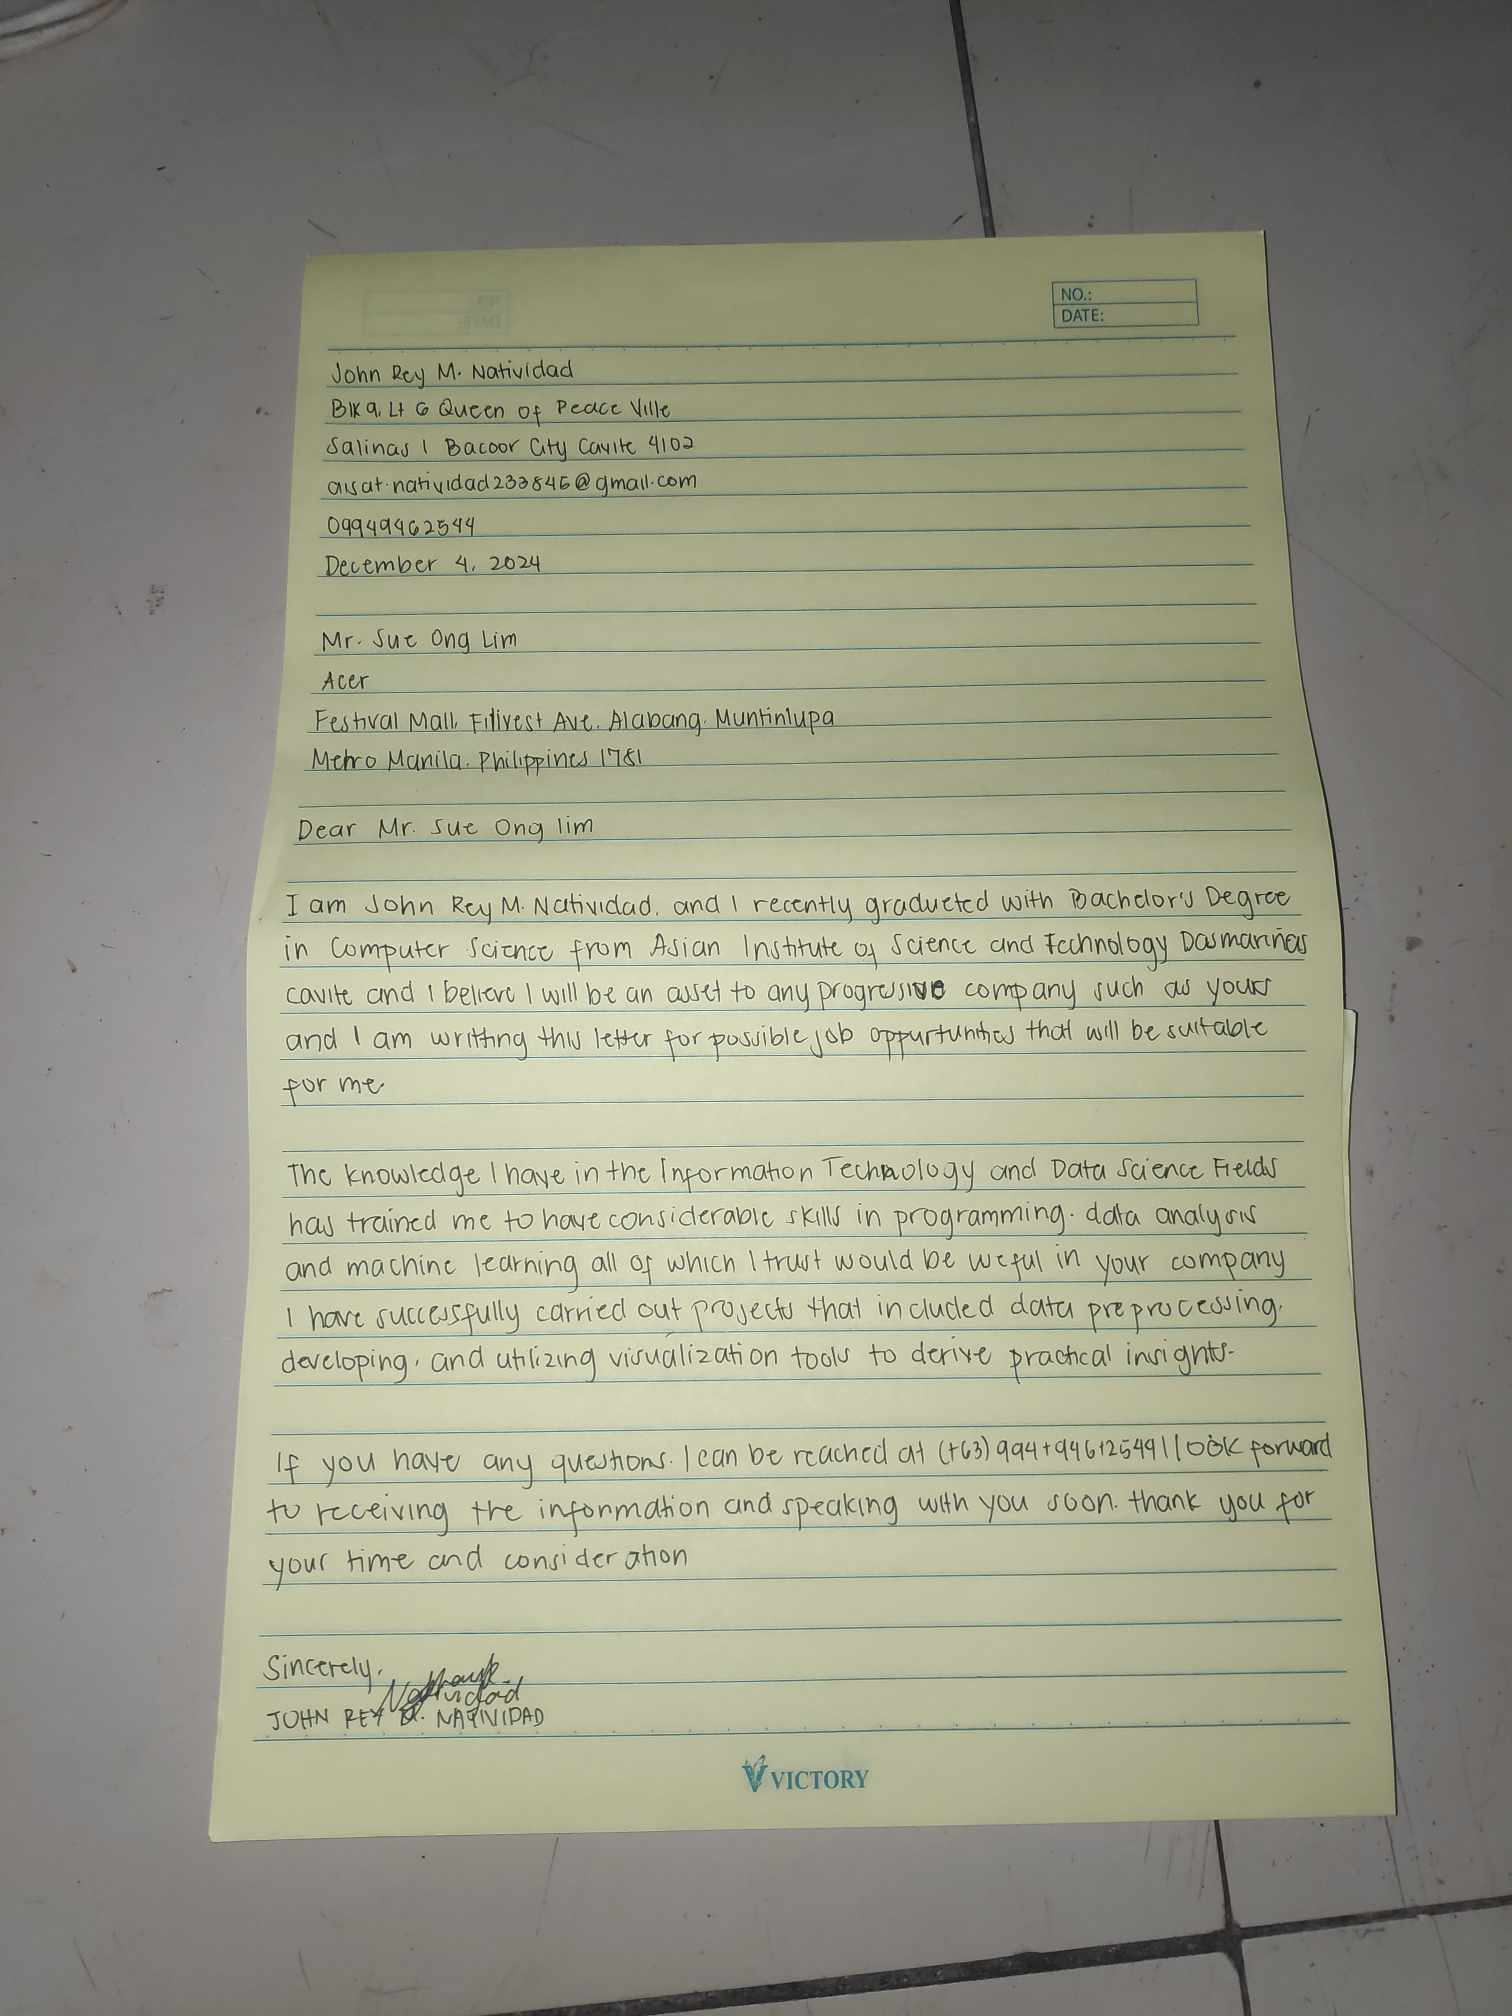 NO.:
DATE:
John Rey M. Natividad
Blk 9, Lt 6 Queen of Peace Ville
Salinas 1 Bacoor City Cavite 4102
aisat.natividad233845@gmail.com
09949462544
December 4, 2024
Mr. Sue Ong Lim
Acer
Festival Mall, Filivest Ave. Alabang. Muntinlupa
Metro Manila. Philippines 1781
Dear Mr. Sue Ong lim
I am John Rey M. Natividad, and I recently graducted with Bachelor's Degree
in Computer Science from Asian Institute of Science and Technology Dasmariñas
Cavite and I believe I will be an asset to any progressive company such as yours
and I am writting this letter for possible job oppurtunities that will be suitable
for me.
The knowledge I have in the Information Technology and Data Science Fields
has trained me to have considerable skills in programming. data analysis
and machine learning all of which I trust would be useful in your company
I have successfully carried out projects that included data preprocessing,
developing, and utilizing visualization tools to derive practical insights.
If you have any questions. I can be reached at (+63) 994+946+2549 I look forward
to receiving the information and speaking with you soon. thank you for
your time and consideration
Sincerely,
Natividad
JOHN REY M. NATIVIDAD
VICTORY